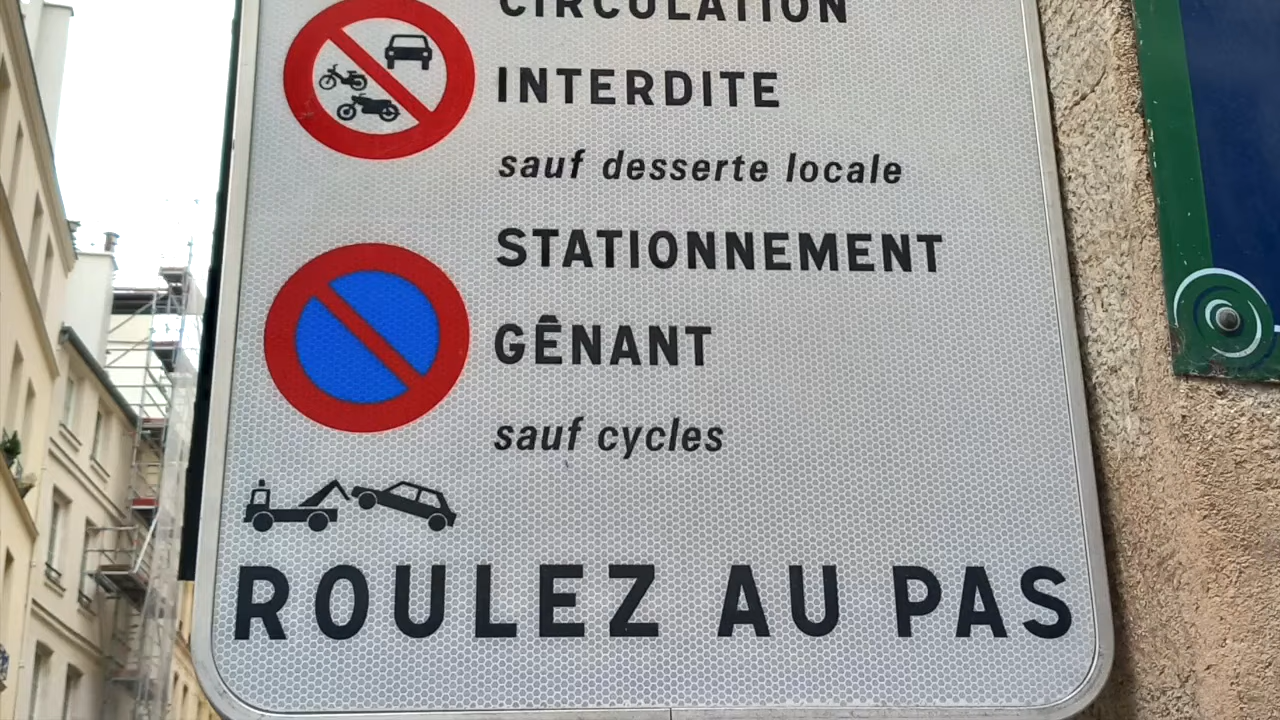 CIRCULATION
INTERDITE
sauf desserte locale
STATIONNEMENT
GÊNANT
sauf cycles
ROULEZ AU PAS